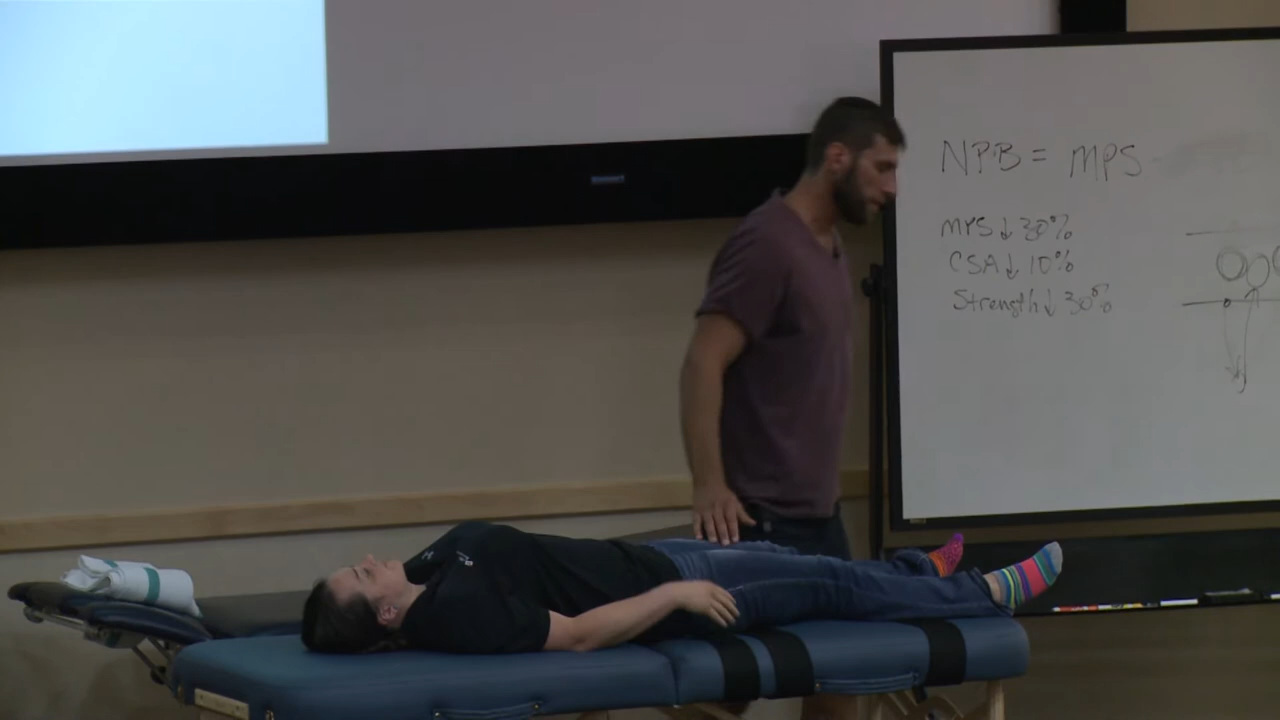 NPB = MPS
MPS ↓ 30%
CSA ↓ 10%
Strength ↓ 30%